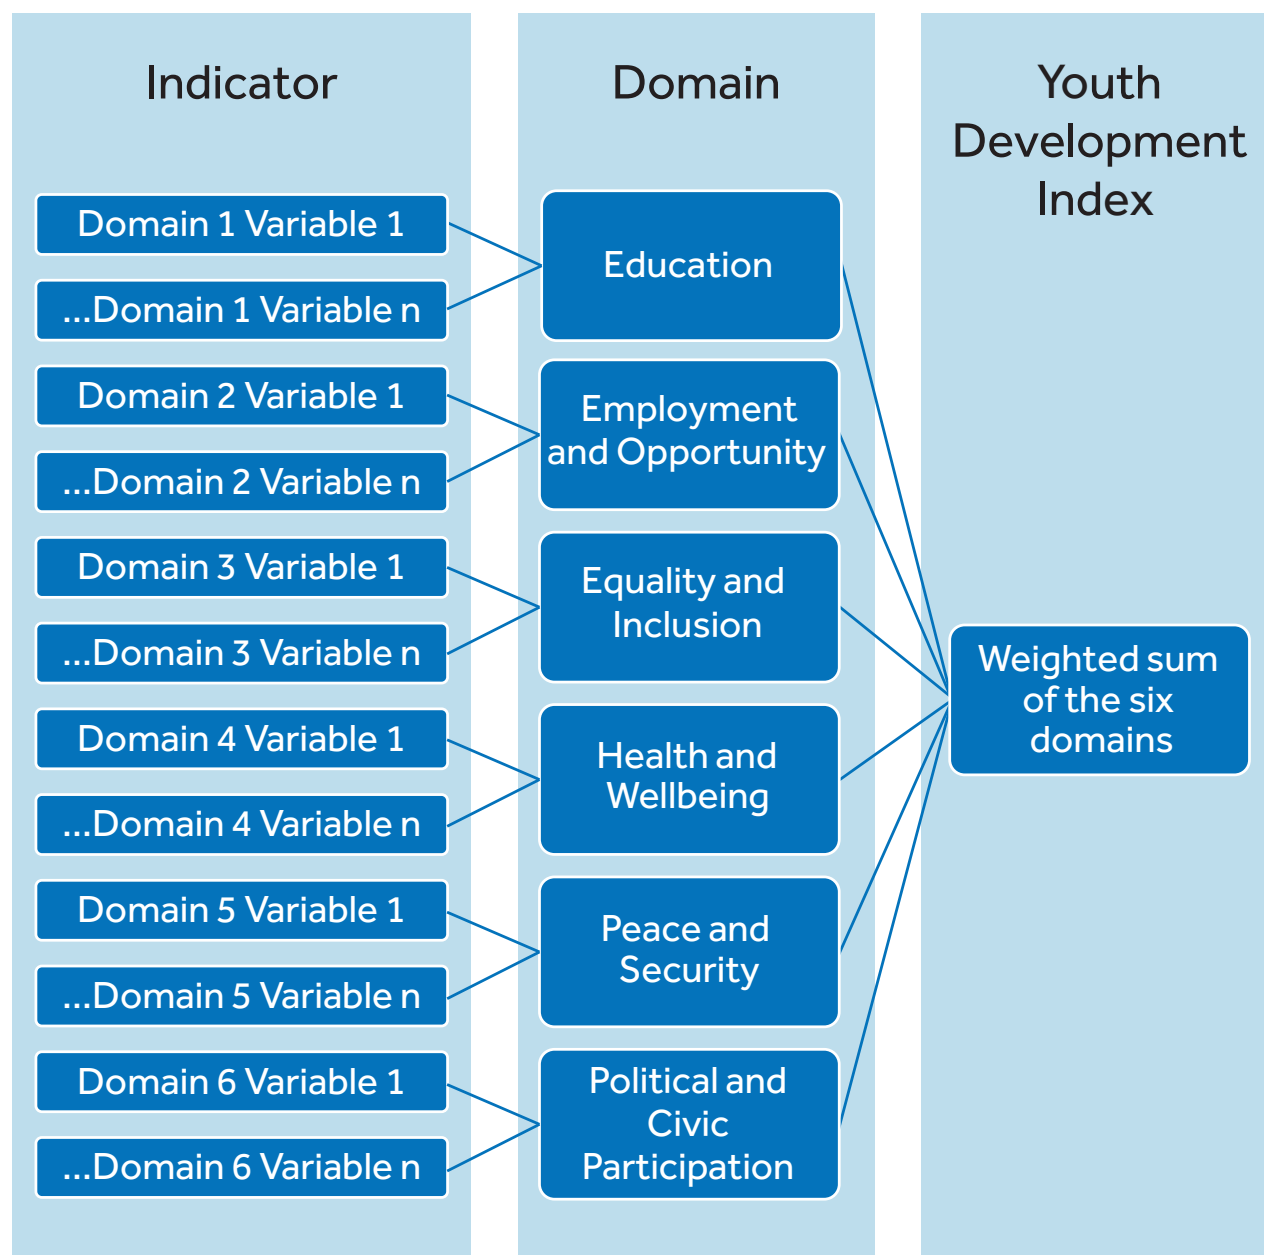 Indicator
Domain 1 Variable 1
...Domain 1 Variable n
Domain 2 Variable 1
...Domain 2 Variable n
Domain 3 Variable 1
...Domain 3 Variable n
Domain 4 Variable 1
...Domain 4 Variable n
Domain 5 Variable 1
...Domain 5 Variable n
Domain 6 Variable 1
...Domain 6 Variable n
Domain
Education
Employment
and Opportunity
Equality and
Inclusion
Health and
Wellbeing
Peace and
Security
Political and
Civic
Participation
Youth
Development
Index
Weighted sum
of the six
domains